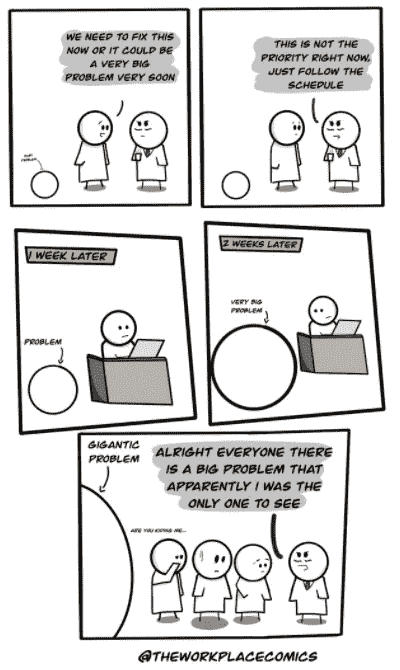 WE NEED TO FIX THIS
NOW OR IT COULD BE
A VERY BIG
PROBLEM VERY SOON
PROBLEM
THIS IS NOT THE
PRIORITY RIGHT NOW,
JUST FOLLOW THE
SCHEDULE
1 WEEK LATER
PROBLEM
2 WEEKS LATER
VERY BIG
PROBLEM
GIGANTIC
PROBLEM
ALRIGHT EVERYONE THERE
IS A BIG PROBLEM THAT
APPARENTLY I WAS THE
ONLY ONE TO SEE
ARE YOU KIDING ME...
@THEWORKPLACECOMICS